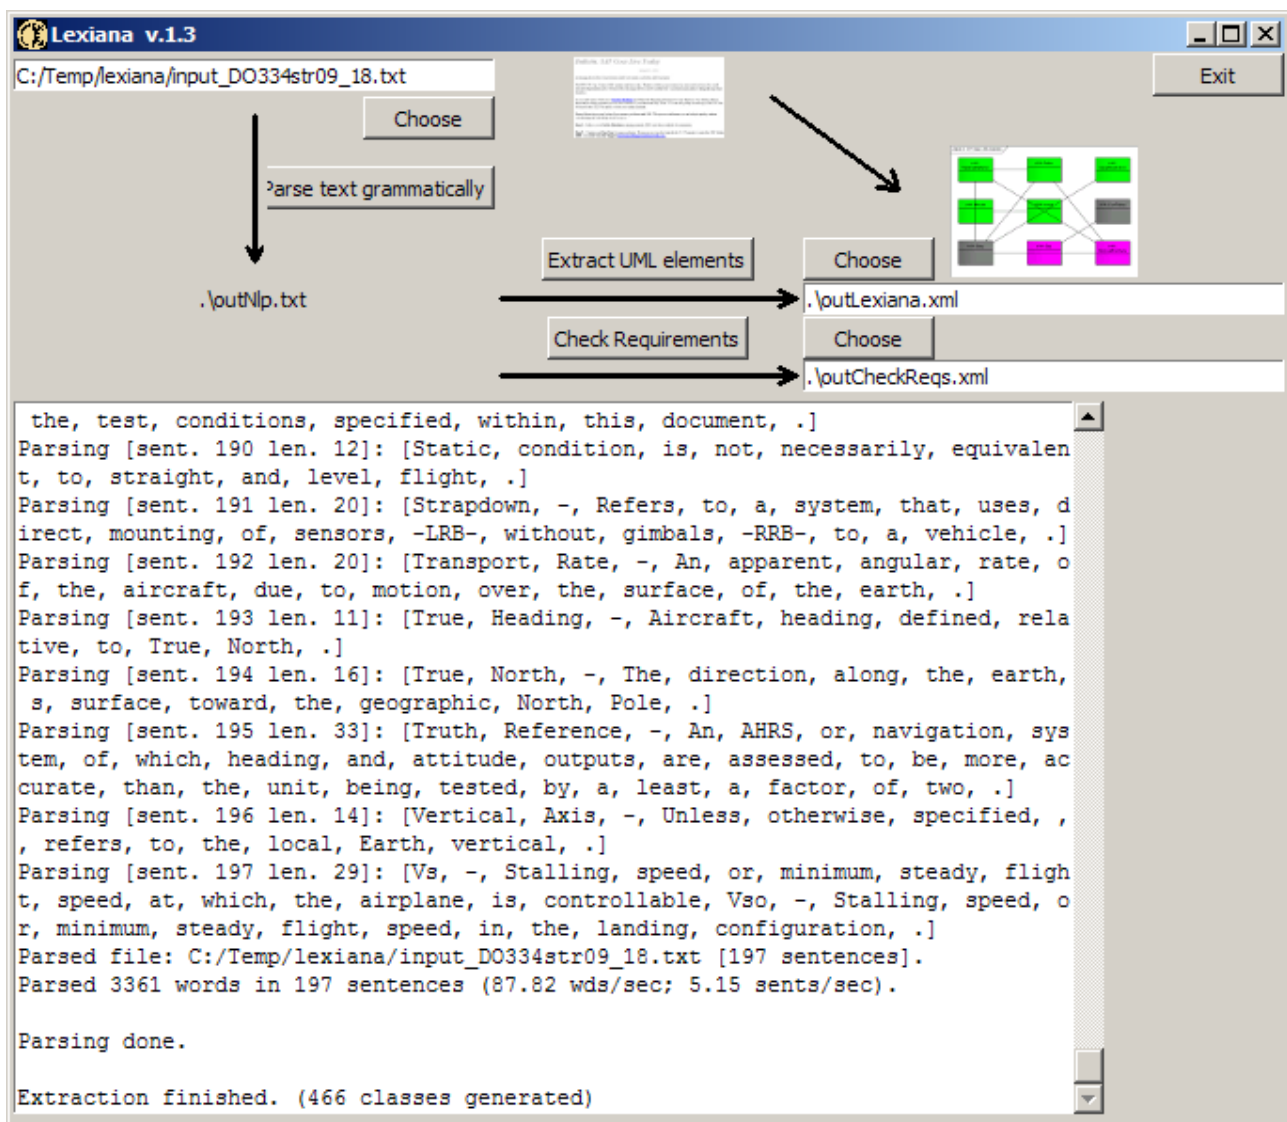 Lexiana v.1.3
C:/Temp/lexiana/input_DO334str09_18.txt
Exit
Choose
Parse text grammatically
Extract UML elements
Choose
.\outNlp.txt
.\outLexiana.xml
Check Requirements
Choose
.\outCheckReqs.xml
the, test, conditions, specified, within, this, document, .]
Parsing [sent. 190 len. 12]: [Static, condition, is, not, necessarily, equivalen
t, to, straight, and, level, flight, .]
Parsing [sent. 191 len. 20]: [Strapdown, -, Refers, to, a, system, that, uses, d
irect, mounting, of, sensors, -LRB-, without, gimbals, -RRB-, to, a, vehicle, .]
Parsing [sent. 192 len. 20]: [Transport, Rate, -, An, apparent, angular, rate, o
f, the, aircraft, due, to, motion, over, the, surface, of, the, earth, .]
Parsing [sent. 193 len. 11]: [True, Heading, -, Aircraft, heading, defined, rela
tive, to, True, North, .]
Parsing [sent. 194 len. 16]: [True, North, -, The, direction, along, the, earth,
s, surface, toward, the, geographic, North, Pole, .]
Parsing [sent. 195 len. 33]: [Truth, Reference, -, An, AHRS, or, navigation, sys
tem, of, which, heading, and, attitude, outputs, are, assessed, to, be, more, ac
curate, than, the, unit, being, tested, by, a, least, a, factor, of, two, .]
Parsing [sent. 196 len. 14]: [Vertical, Axis, -, Unless, otherwise, specified, ,
, refers, to, the, local, Earth, vertical, .]
Parsing [sent. 197 len. 29]: [Vs, -, Stalling, speed, or, minimum, steady, fligh
t, speed, at, which, the, airplane, is, controllable, Vso, -, Stalling, speed, o
r, minimum, steady, flight, speed, in, the, landing, configuration, .]
Parsed file: C:/Temp/lexiana/input_DO334str09_18.txt [197 sentences].
Parsed 3361 words in 197 sentences (87.82 wds/sec; 5.15 sents/sec).
Parsing done.
Extraction finished. (466 classes generated)